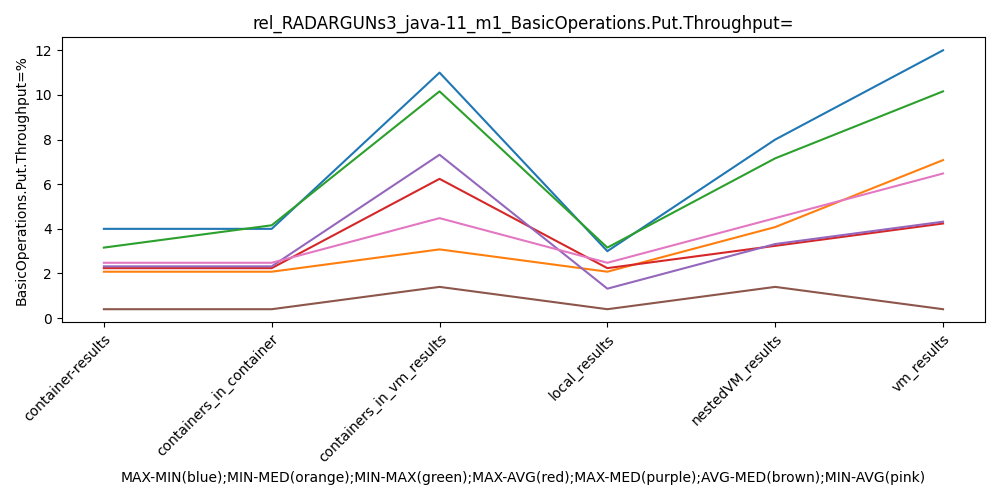 rel_RADARGUNs3_java-11_m1_BasicOperations.Put.Throughput=
BasicOperations.Put.Throughput=%
12
10
8
6
4
2
0
container-results
containers_in_container
containers_in_vm_results
local_results
nestedVM_results
vm_results
MAX-MIN(blue);MIN-MED(orange);MIN-MAX(green);MAX-AVG(red);MAX-MED(purple);AVG-MED(brown);MIN-AVG(pink)